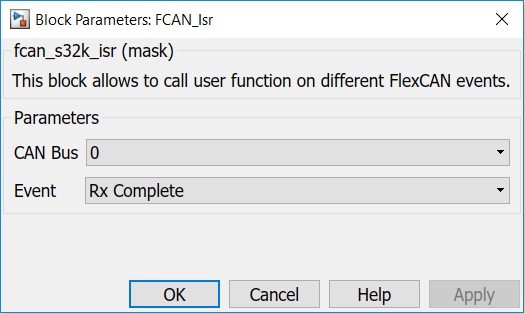 Block Parameters: FCAN_Isr
fcan_s32k_isr (mask)
This block allows to call user function on different FlexCAN events.
Parameters
CAN Bus 0
Event Rx Complete
OK Cancel Help Apply